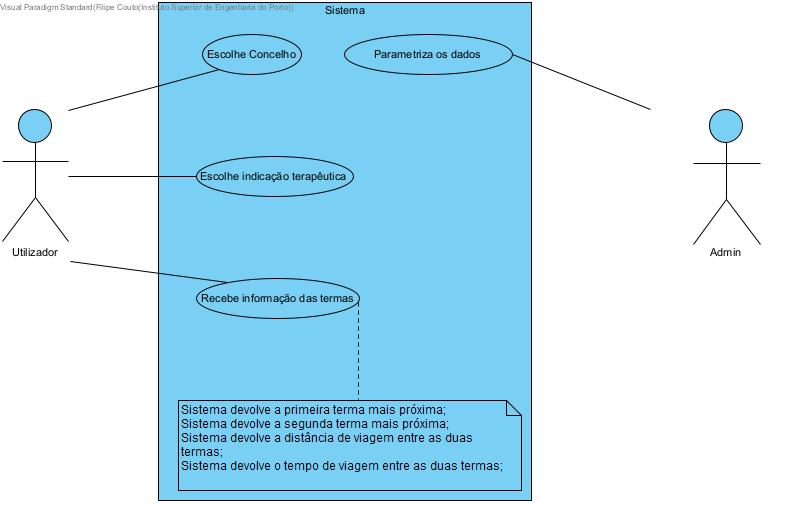 Visual Paradigm Standard(Filipe Couto(Instituto Superior de Engenharia do Porto))
Sistema
Escolhe Concelho
Parametriza os dados
Escolhe indicação terapêutica
Utilizador
Admin
Recebe informação das termas
Sistema devolve a primeira terma mais próxima;
Sistema devolve a segunda terma mais próxima;
Sistema devolve a distância de viagem entre as duas
termas;
Sistema devolve o tempo de viagem entre as duas termas;